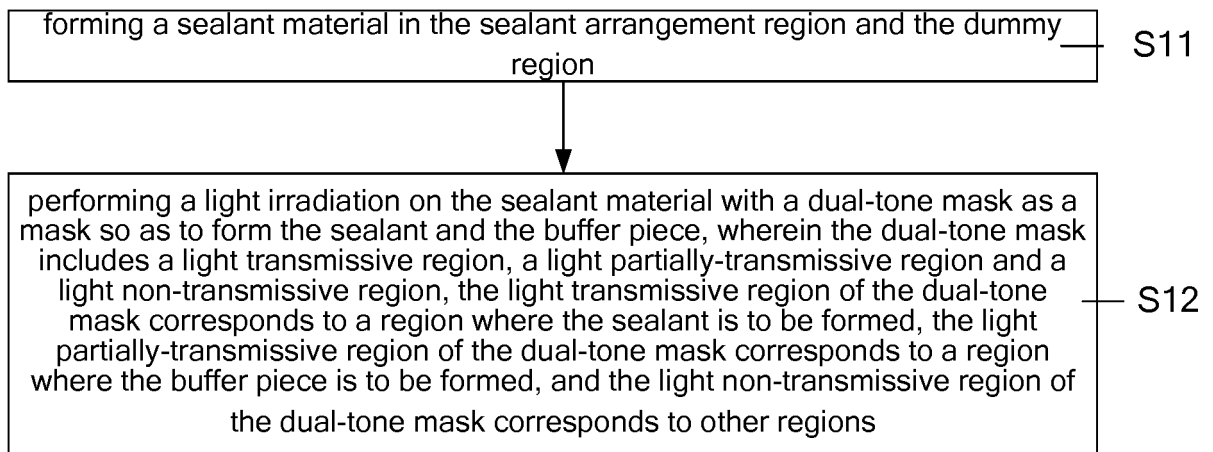 forming a sealant material in the sealant arrangement region and the dummy
region
S11
performing a light irradiation on the sealant material with a dual-tone mask as a
mask so as to form the sealant and the buffer piece, wherein the dual-tone mask
includes a light transmissive region, a light partially-transmissive region and a
light non-transmissive region, the light transmissive region of the dual-tone
mask corresponds to a region where the sealant is to be formed, the light
partially-transmissive region of the dual-tone mask corresponds to a region
where the buffer piece is to be formed, and the light non-transmissive region of
the dual-tone mask corresponds to other regions
S12